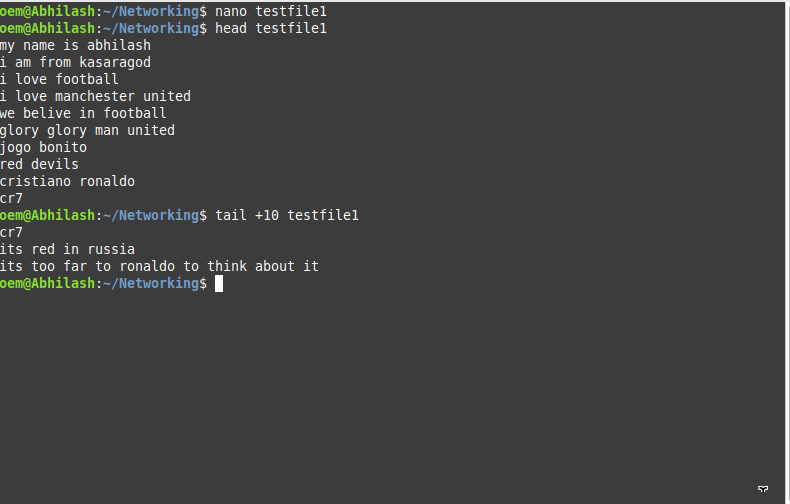 oem@Abhilash:~/Networking$ nano testfile1
oem@Abhilash:~/Networking$ head testfile1
my name is abhilash
i am from kasaragod
i love football
i love manchester united
we belive in football
glory glory man united
jogo bonito
red devils
cristiano ronaldo
cr7
oem@Abhilash:~/Networking$ tail +10 testfile1
cr7
its red in russia
its too far to ronaldo to think about it
oem@Abhilash:~/Networking$